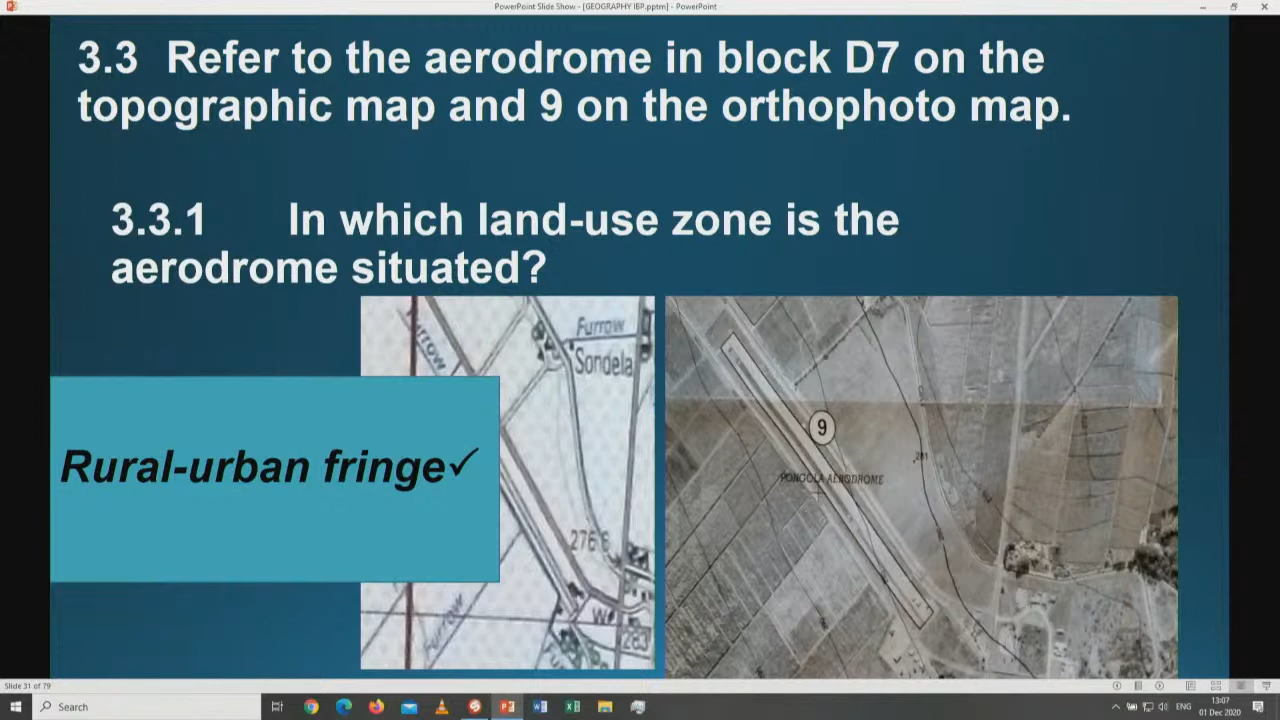 PowerPoint Slide Show - [GEOGRAPHY IBP.pptm] - PowerPoint
3.3 Refer to the aerodrome in block D7 on the
topographic map and 9 on the orthophoto map.
3.3.1 In which land-use zone is the
aerodrome situated?
Furrow
Furrow
Sondela
9
Rural-urban fringe✓
PONGOLA AERODROME
281
276
W
Furrow
283
Slide 31 of 79
Search
ENG
13:07
01 Dec 2020